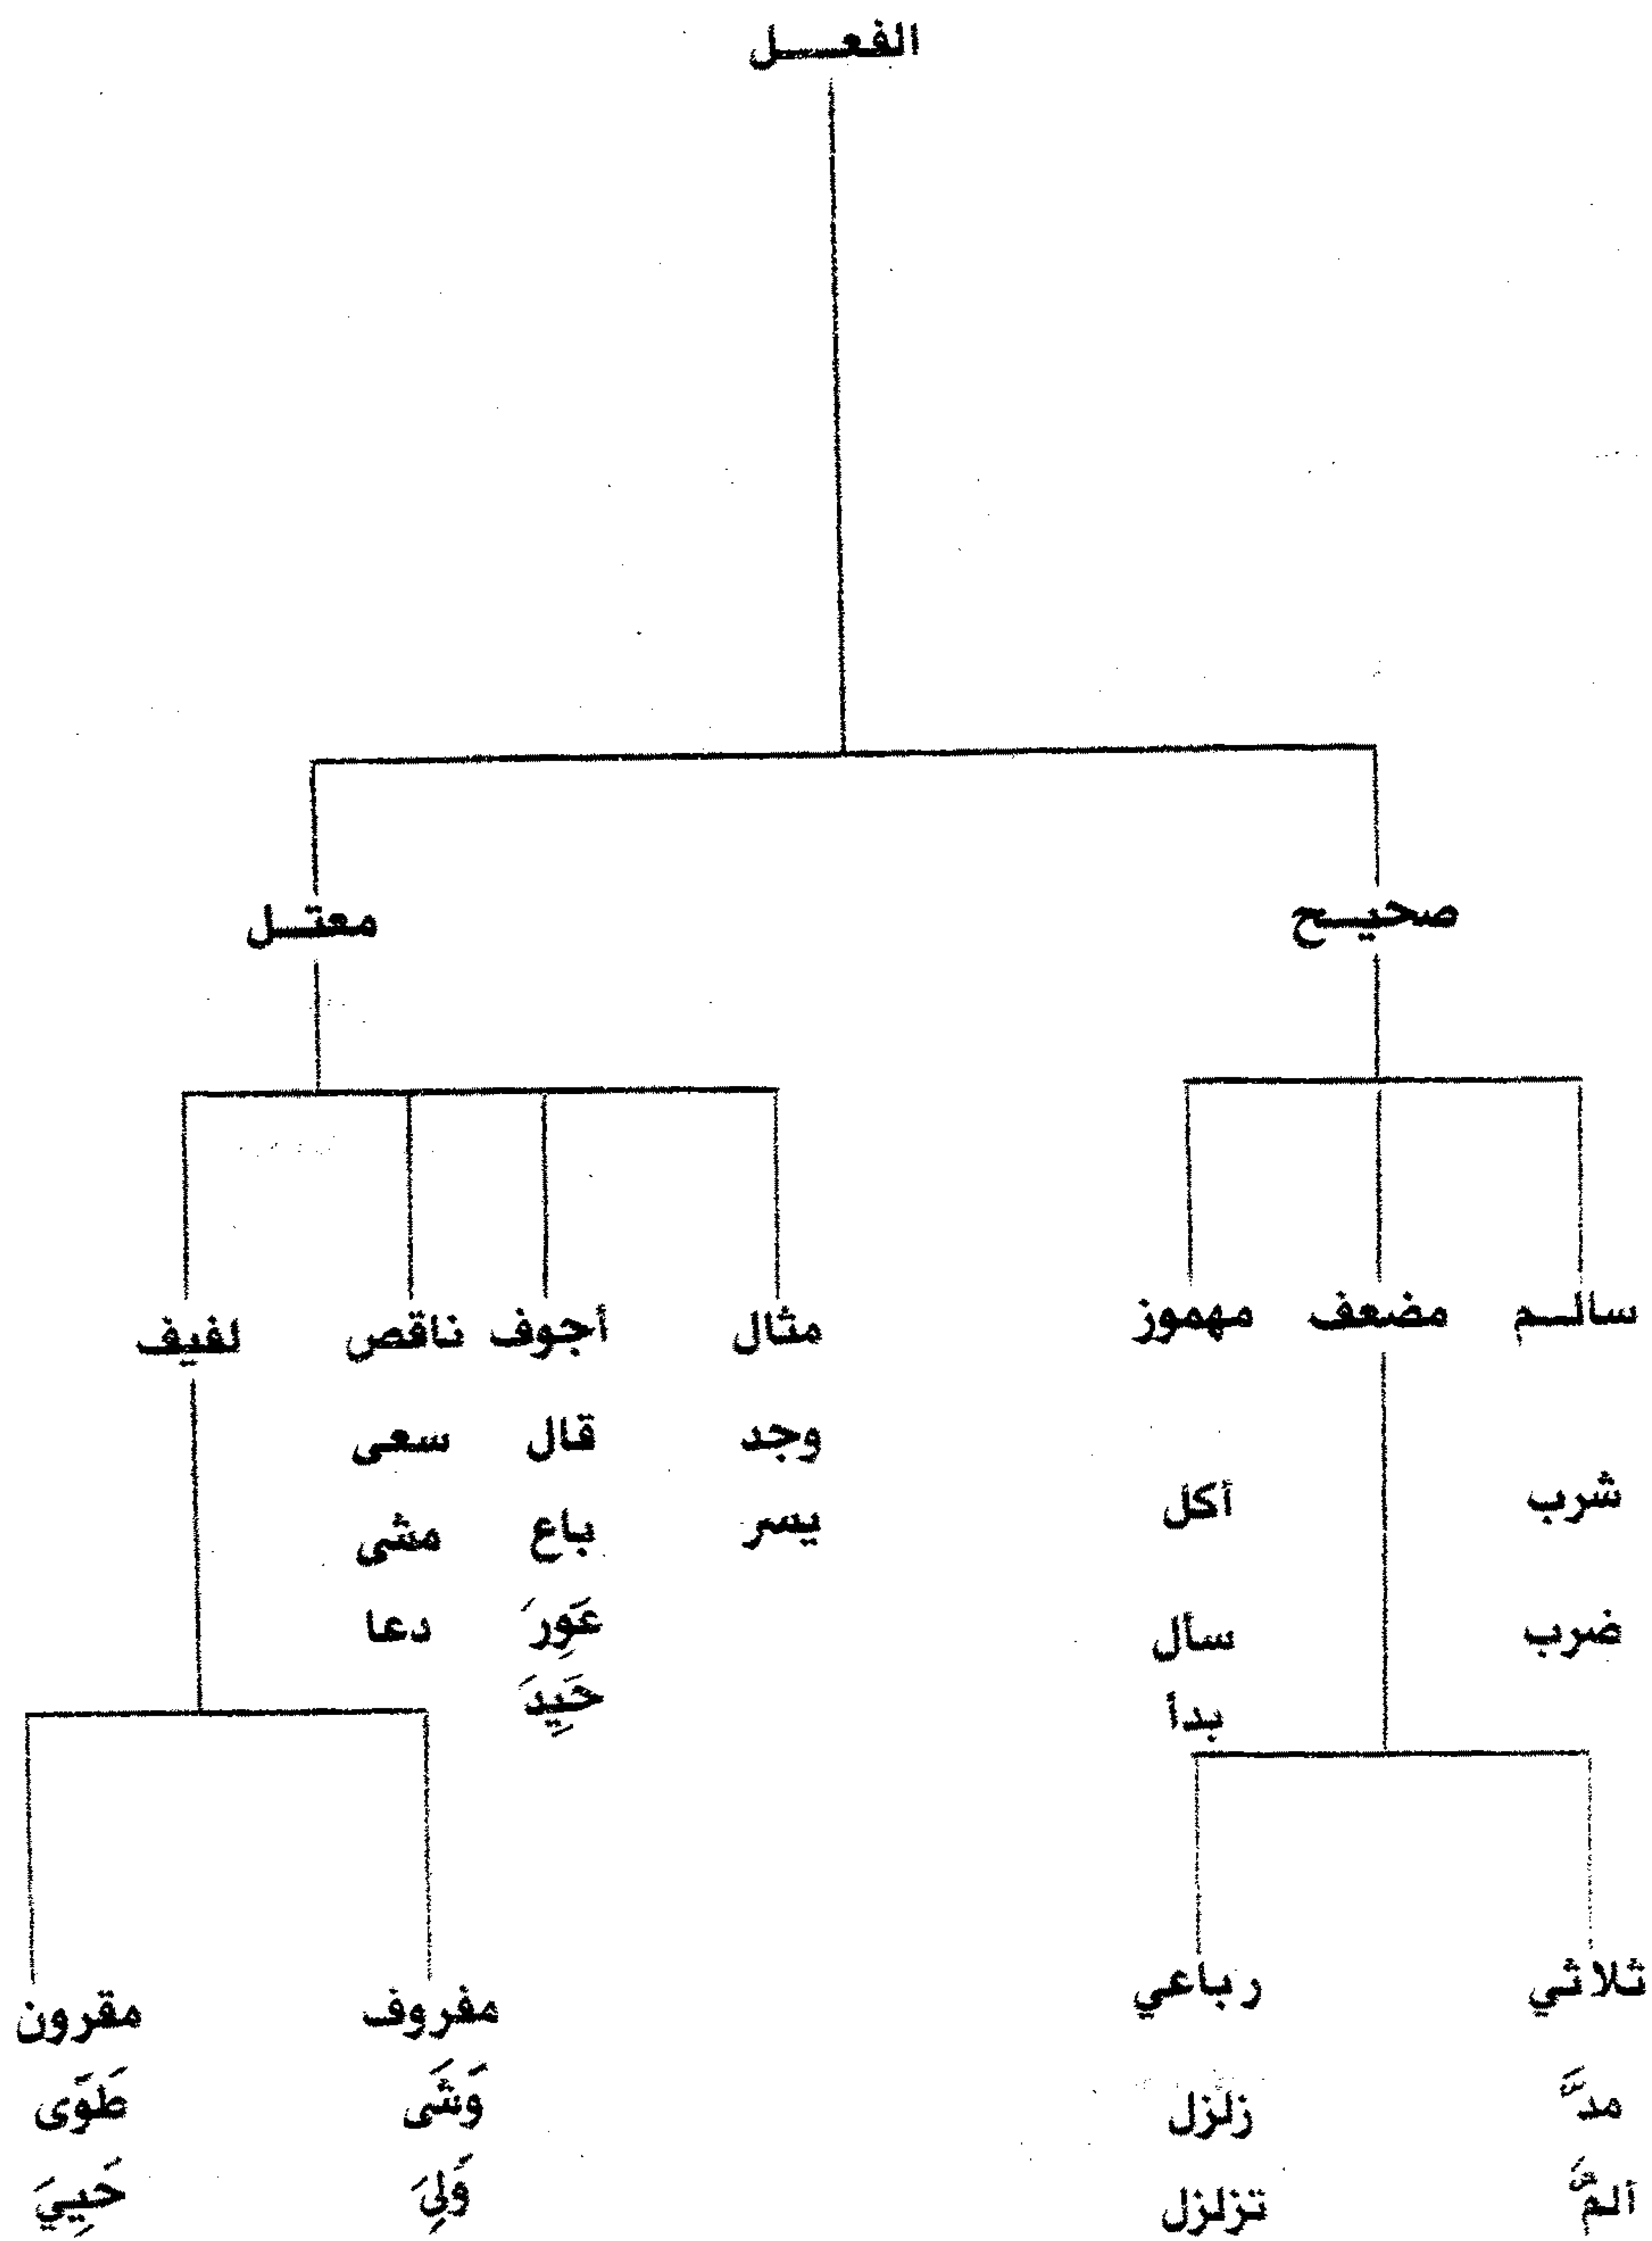 الفعل
صحيح معتل
سالم مضعف مهموز مثال أجوف ناقص لفيف
وجد قال سعى
شرب أكل يسر باع مشى
ضرب سأل عَوِرَ دعا
بدأ حَيِدَ
ثلاثي رباعي مفروف مقرون
مدَّ زلزل وَشَى طَوَى
ألمَّ تزلزل وَلِيَ حَيِيَ